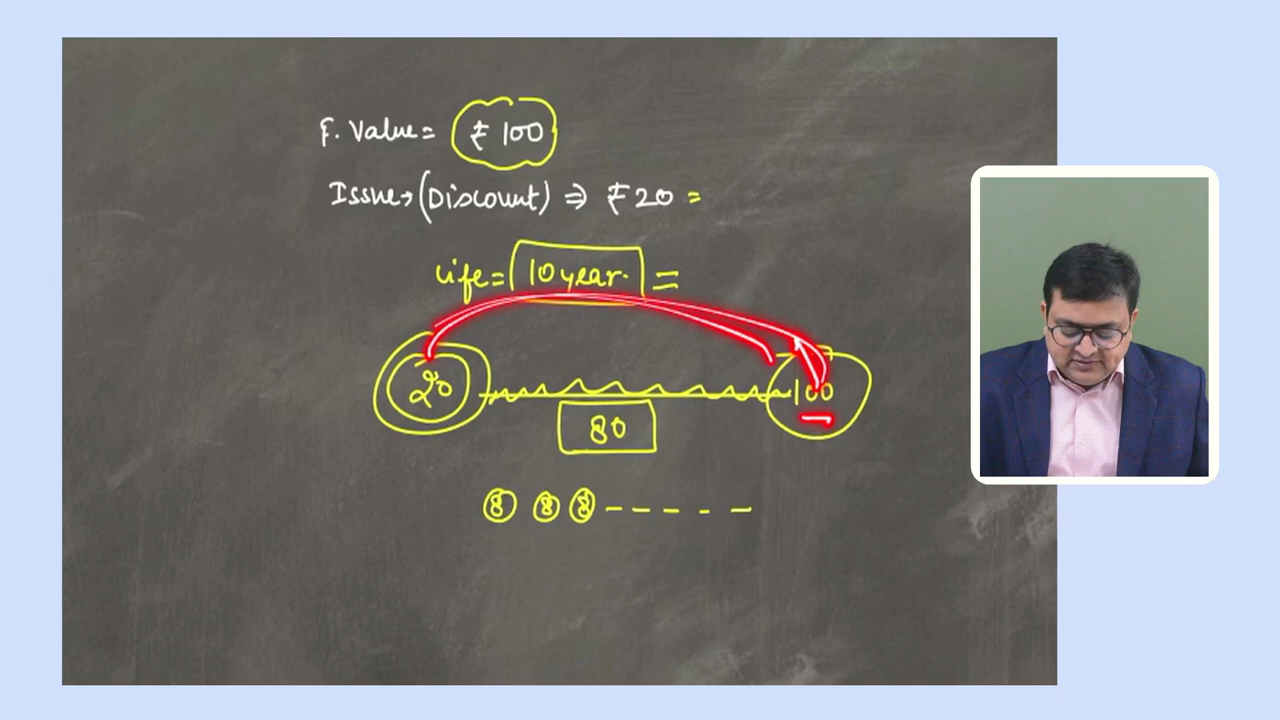 F. Value = ₹ 100
Issue → (Discount) ⇒ ₹ 20 =
Life = 10 year. =
20 100
80
8 8 8 - - - - -